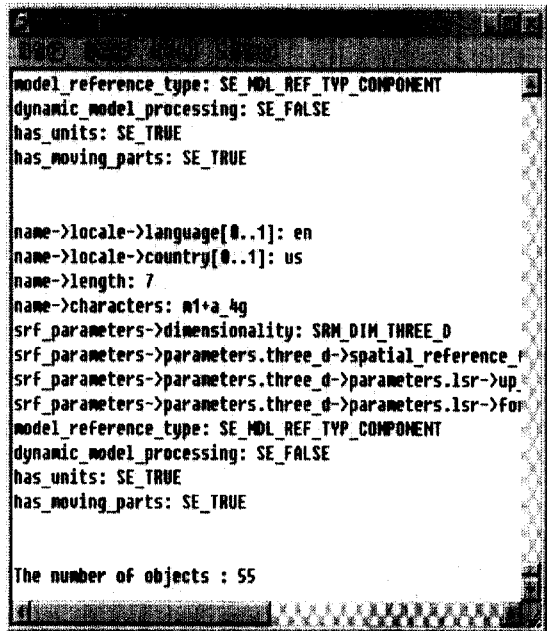 model_reference_type: SE_MDL_REF_TYP_COMPONENT
dynamic_model_processing: SE_FALSE
has_units: SE_TRUE
has_moving_parts: SE_TRUE
name->locale->language[0..1]: en
name->locale->country[0..1]: us
name->length: 7
name->characters: m1+a_4g
srf_parameters->dimensionality: SRM_DIM_THREE_D
srf_parameters->parameters.three_d->spatial_reference_
srf_parameters->parameters.three_d->parameters.lsr->up_
srf_parameters->parameters.three_d->parameters.lsr->for
model_reference_type: SE_MDL_REF_TYP_COMPONENT
dynamic_model_processing: SE_FALSE
has_units: SE_TRUE
has_moving_parts: SE_TRUE
The number of objects : 55